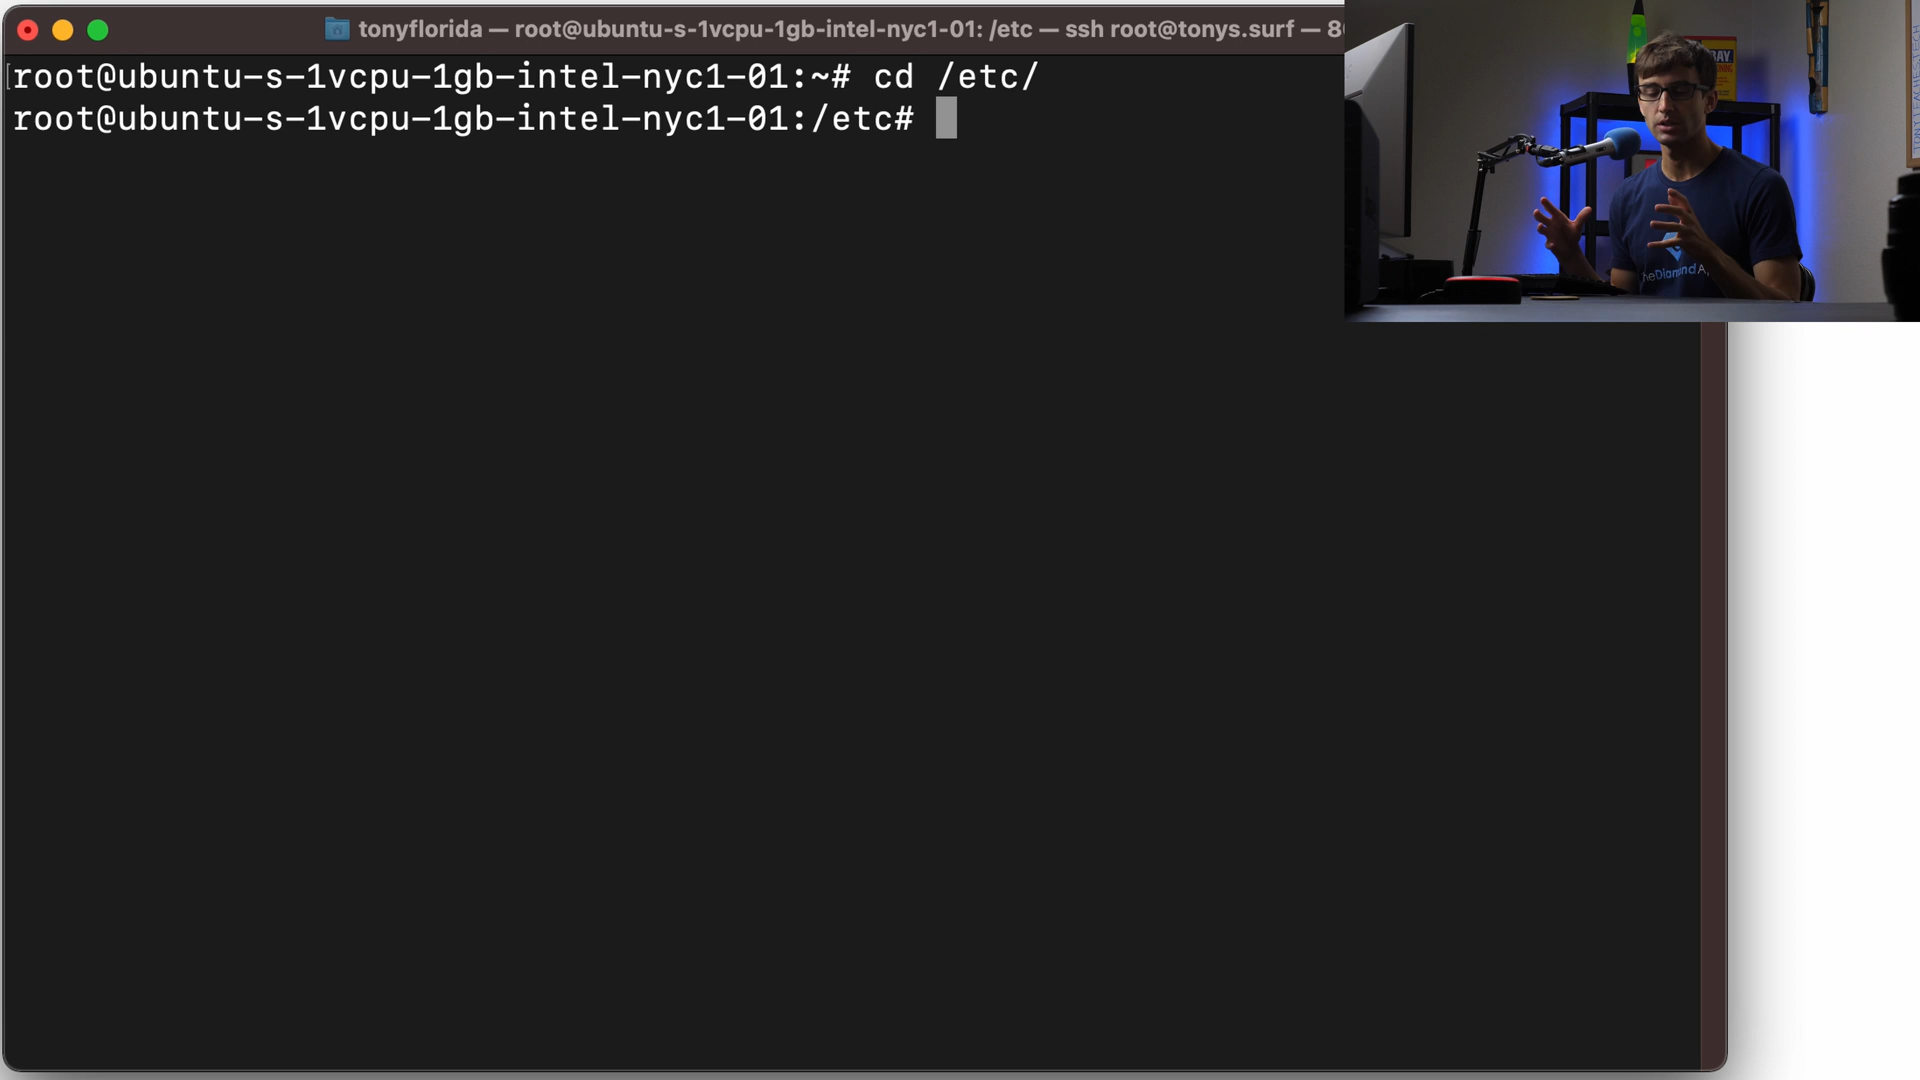 tonyflorida — root@ubuntu-s-1vcpu-1gb-intel-nyc1-01: /etc — ssh root@tonys.surf — 8
root@ubuntu-s-1vcpu-1gb-intel-nyc1-01:~# cd /etc/
root@ubuntu-s-1vcpu-1gb-intel-nyc1-01:/etc#